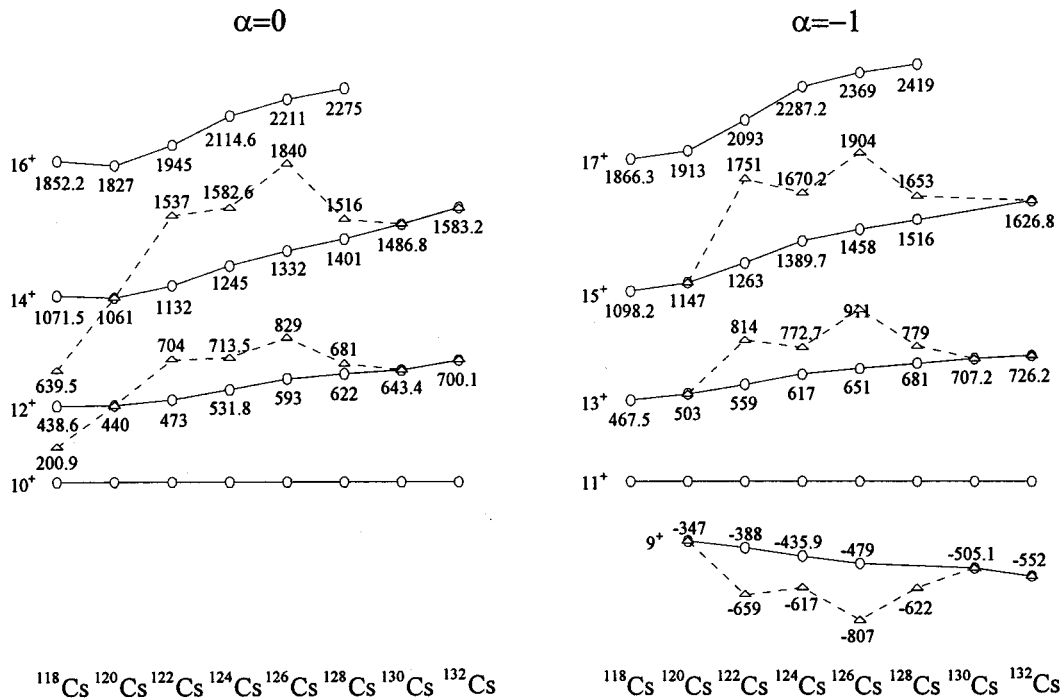 α=0
α=−1
16⁺
1852.2 1827 1945 2114.6 2211 2275
1840
1537 1582.6 1516
1486.8 1583.2
14⁺
1071.5 1061 1132 1245 1332 1401
639.5
704 713.5 829 681
12⁺
438.6 440 473 531.8 593 622 643.4 700.1
200.9
10⁺
¹¹⁸Cs ¹²⁰Cs ¹²²Cs ¹²⁴Cs ¹²⁶Cs ¹²⁸Cs ¹³⁰Cs ¹³²Cs
17⁺
1866.3 1913 2093 2287.2 2369 2419
1751 1670.2 1904 1653
15⁺
1098.2 1147 1263 1389.7 1458 1516 1626.8
814 772.7 779
13⁺
467.5 503 559 617 651 681 707.2 726.2
11⁺
9⁺
-347 -388 -435.9 -479 -505.1 -552
-659 -617 -807 -622
¹¹⁸Cs ¹²⁰Cs ¹²²Cs ¹²⁴Cs ¹²⁶Cs ¹²⁸Cs ¹³⁰Cs ¹³²Cs